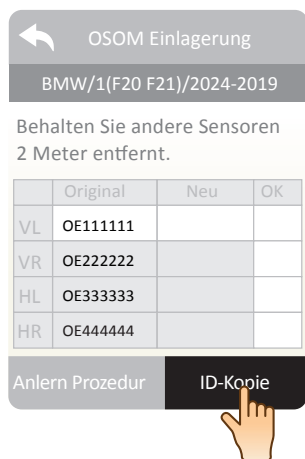 OSOM Einlagerung
BMW/1(F20 F21)/2024-2019
Behalten Sie andere Sensoren
2 Meter entfernt.
Original Neu OK
VL OE111111
VR OE222222
HL OE333333
HR OE444444
Anlern Prozedur ID-Kopie